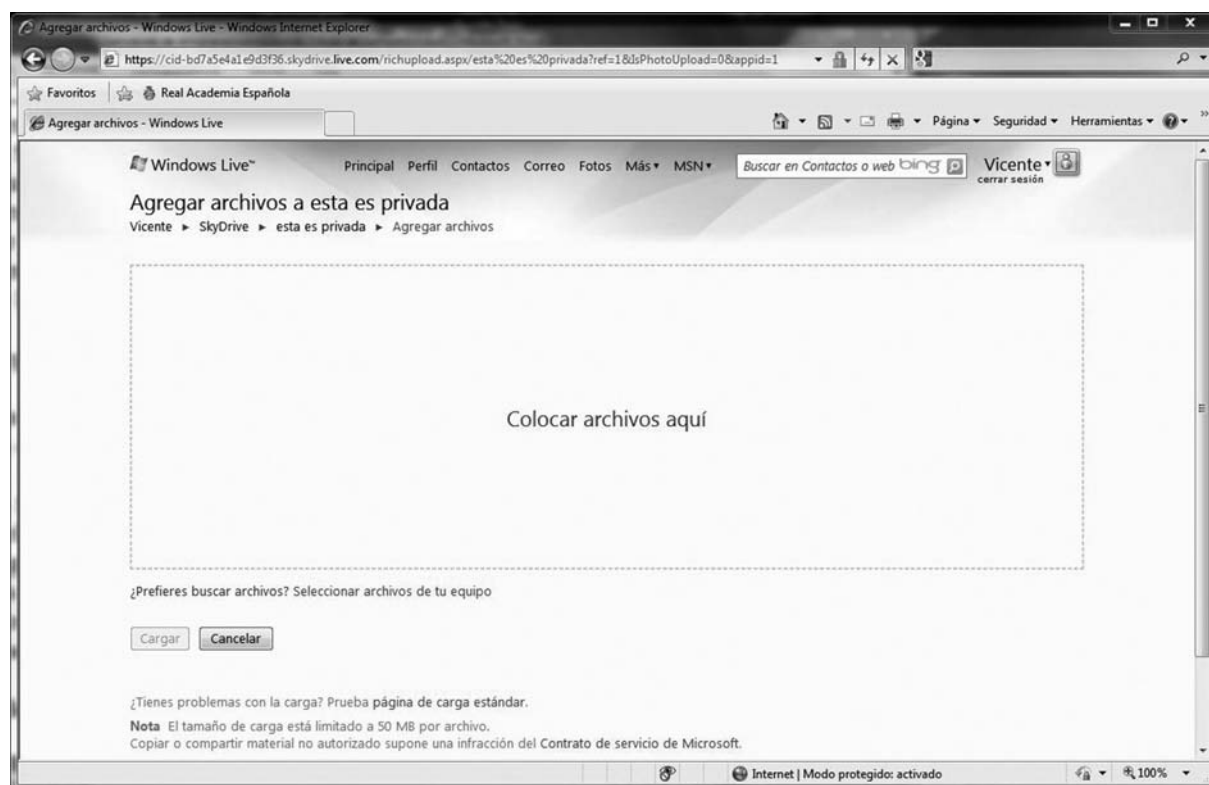 Agregar archivos - Windows Live - Windows Internet Explorer
https://cid-bd7a5e4a1e9d3f36.skydrive.live.com/richupload.aspx/esta%20es%20privada?ref=1&IsPhotoUpload=0&appid=1
Favoritos Real Academia Española
Agregar archivos - Windows Live Página Seguridad Herramientas
Windows Live™ Principal Perfil Contactos Correo Fotos Más MSN Buscar en Contactos o web bing Vicente
cerrar sesión
Agregar archivos a esta es privada
Vicente ► SkyDrive ► esta es privada ► Agregar archivos
Colocar archivos aquí
¿Prefieres buscar archivos? Seleccionar archivos de tu equipo
Cargar Cancelar
¿Tienes problemas con la carga? Prueba página de carga estándar.
Nota El tamaño de carga está limitado a 50 MB por archivo.
Copiar o compartir material no autorizado supone una infracción del Contrato de servicio de Microsoft.
Internet | Modo protegido: activado 100%